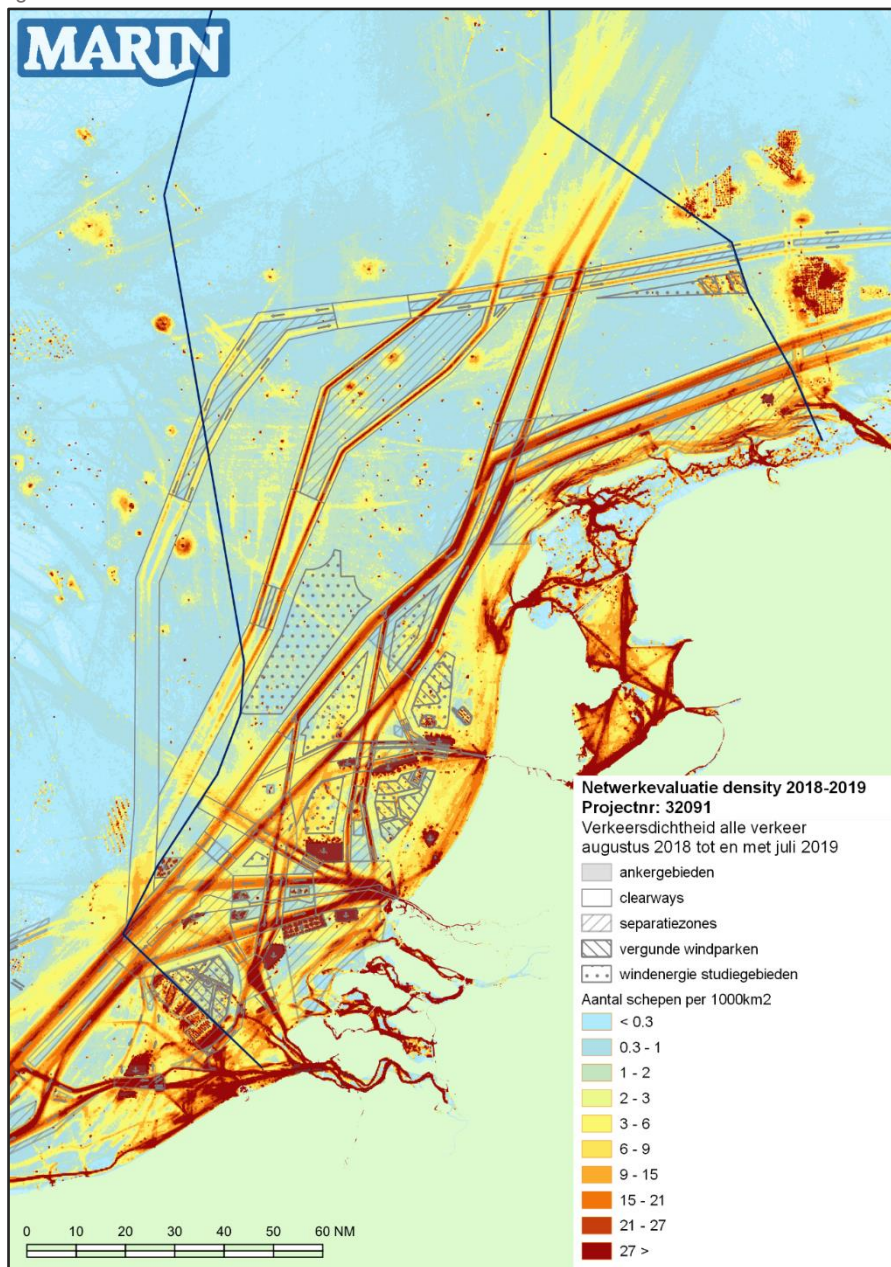 MARIN
Netwerkevaluatie density 2018-2019
Projectnr: 32091
Verkeersdichtheid alle verkeer
augustus 2018 tot en met juli 2019
ankergebieden
clearways
separatiezones
vergunde windparken
windenergie studiegebieden
Aantal schepen per 1000km2
< 0.3
0.3 - 1
1 - 2
2 - 3
3 - 6
6 - 9
9 - 15
15 - 21
21 - 27
27 >
0 10 20 30 40 50 60 NM